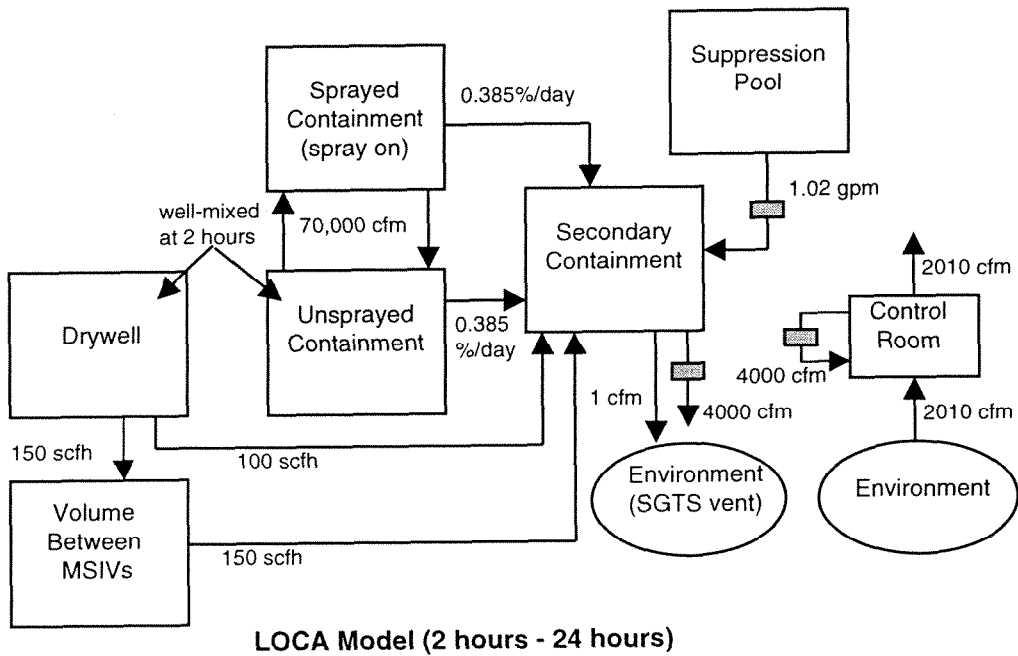 Suppression
Pool
Sprayed
Containment
(spray on)
0.385%/day
1.02 gpm
well-mixed
at 2 hours
70,000 cfm
Secondary
Containment
2010 cfm
Drywell
Unsprayed
Containment
0.385
%/day
Control
Room
4000 cfm
1 cfm
4000 cfm
2010 cfm
150 scfh
100 scfh
Environment
(SGTS vent)
Environment
Volume
Between
MSIVs
150 scfh
LOCA Model (2 hours - 24 hours)